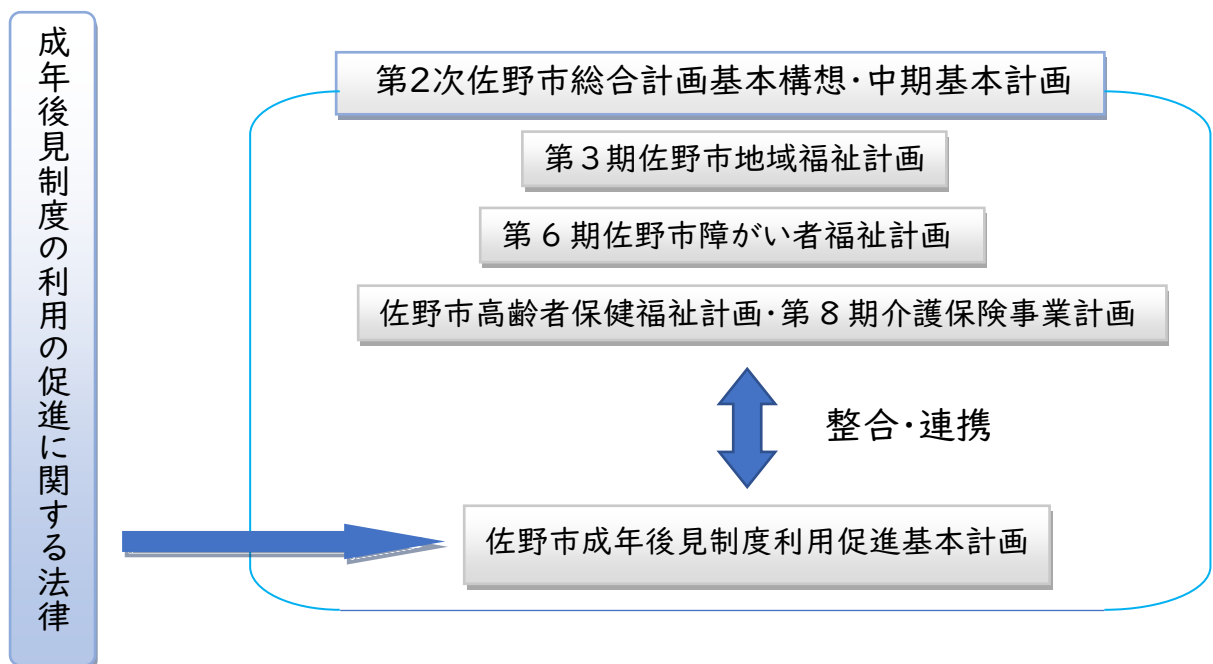 成年後見制度の利用の促進に関する法律
第2次佐野市総合計画基本構想・中期基本計画
第3期佐野市地域福祉計画
第6期佐野市障がい者福祉計画
佐野市高齢者保健福祉計画・第8期介護保険事業計画
整合・連携
佐野市成年後見制度利用促進基本計画